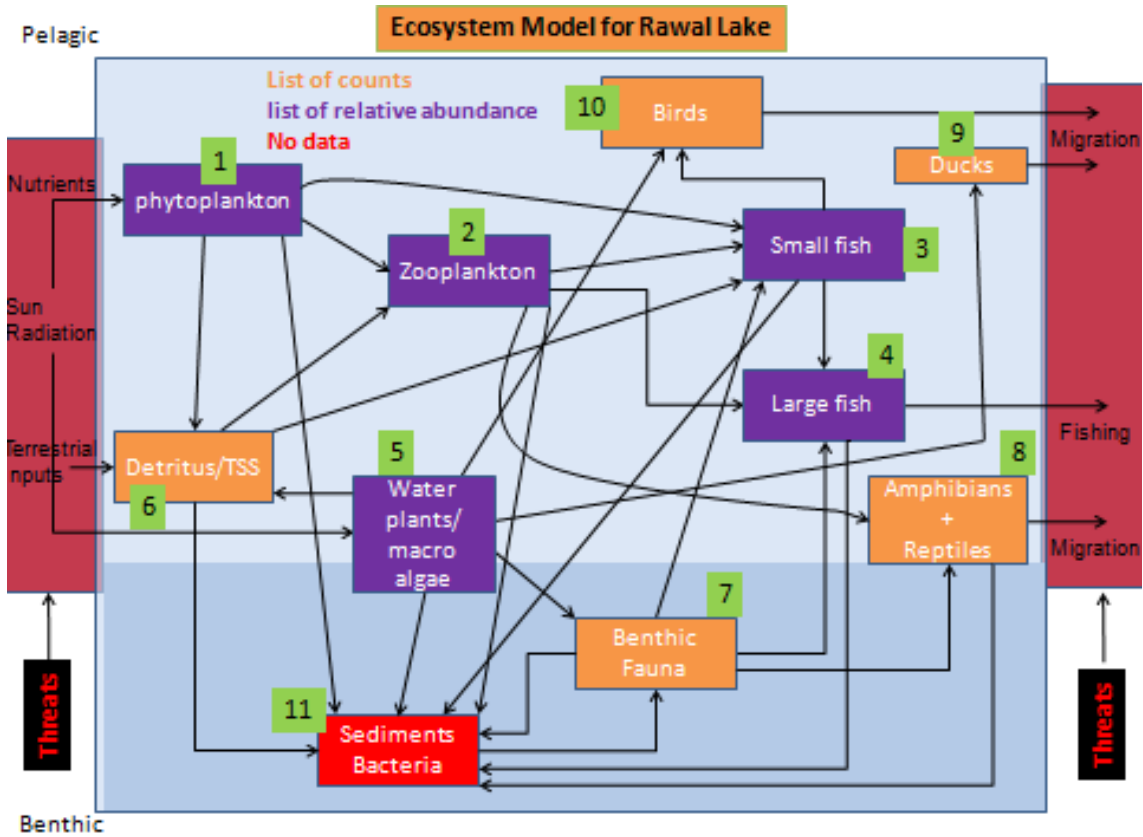 Ecosystem Model for Rawal Lake
Pelagic
List of counts
list of relative abundance
No data
10
Birds
Migration
9
Ducks
1
phytoplankton
Nutrients
2
Zooplankton
Small fish
3
Sun
Radiation
4
Large fish
Fishing
Terrestrial
inputs
Detritus/TSS
6
5
Water
plants/
macro
algae
8
Amphibians
+
Reptiles
Migration
7
Benthic
Fauna
11
Sediments
Bacteria
Threats
Threats
Benthic